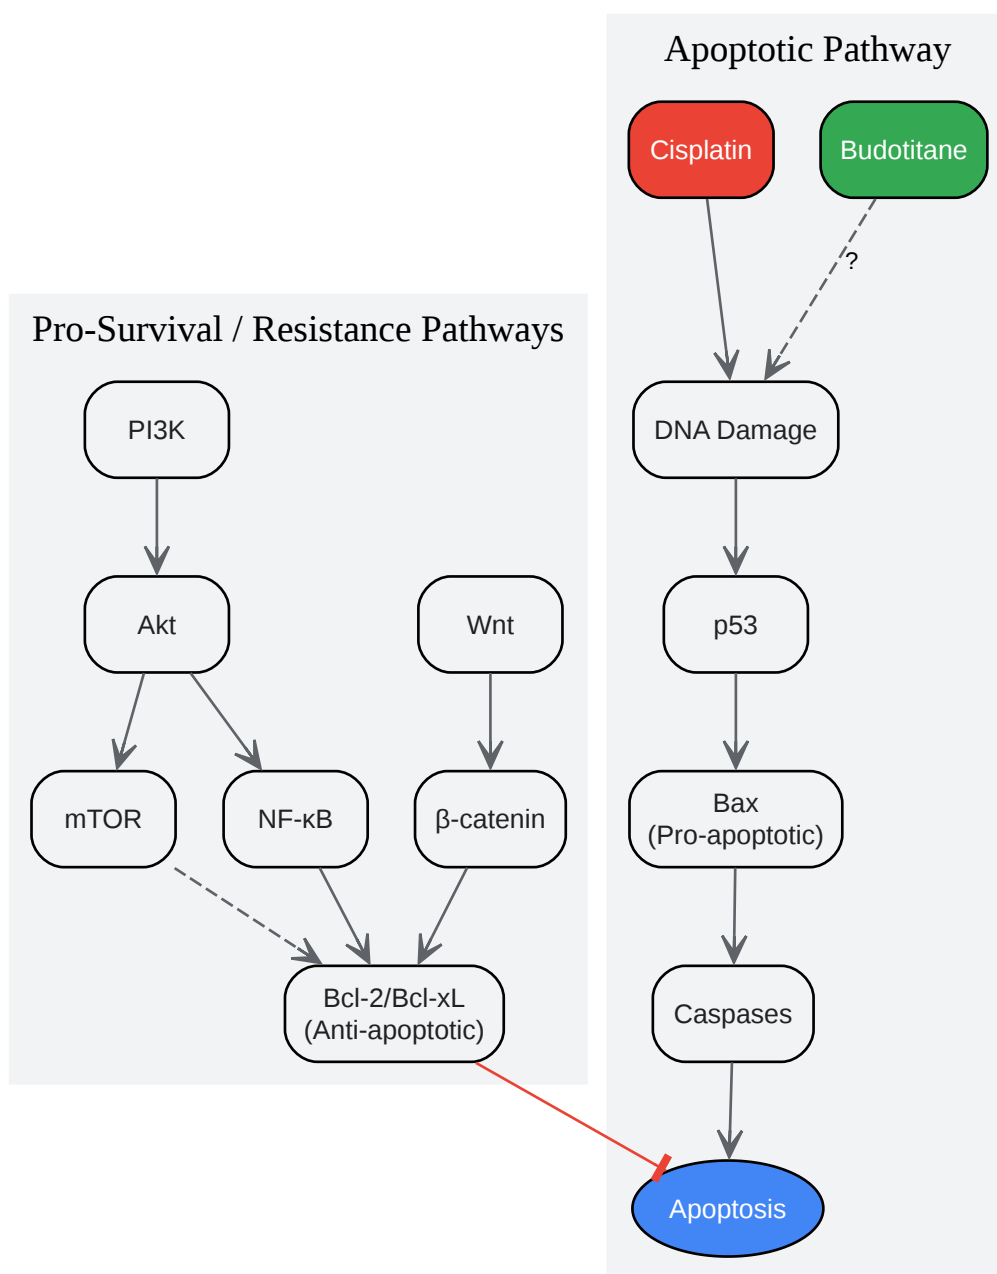 Apoptotic Pathway
Cisplatin
Budotitane
?
Pro-Survival / Resistance Pathways
PI3K
DNA Damage
Akt
Wnt
p53
mTOR
NF-κB
β-catenin
Bax
(Pro-apoptotic)
Bcl-2/Bcl-xL
(Anti-apoptotic)
Caspases
Apoptosis